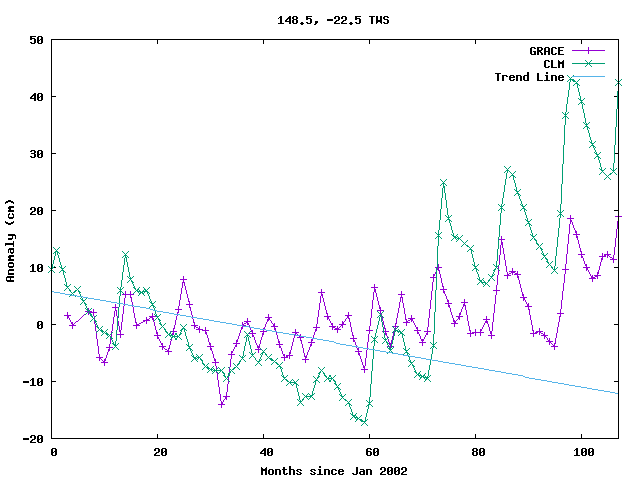 148.5, -22.5 TWS
GRACE
CLM
Trend Line
50
40
30
20
10
0
-10
-20
Anomaly (cm)
0 20 40 60 80 100
Months since Jan 2002